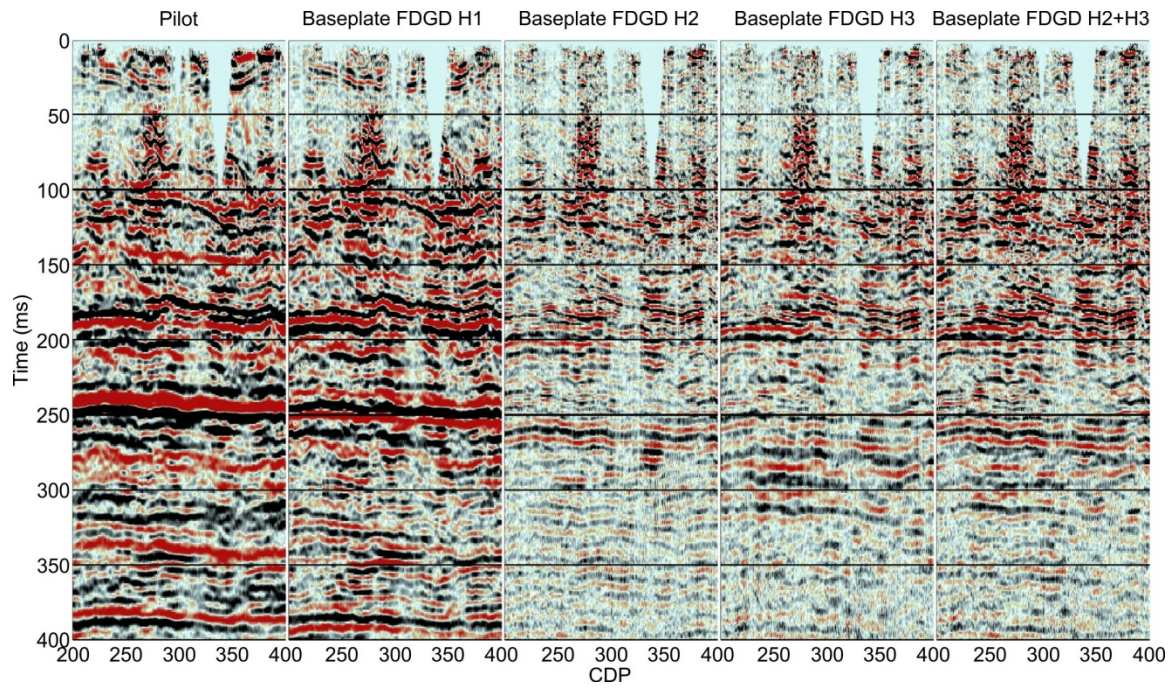 Pilot
Baseplate FDGD H1
Baseplate FDGD H2
Baseplate FDGD H3
Baseplate FDGD H2+H3
0
50
100
150
200
250
300
350
400
Time (ms)
200 250 300 350 400 250 300 350 400 250 300 350 400 250 300 350 400 250 300 350 400
CDP